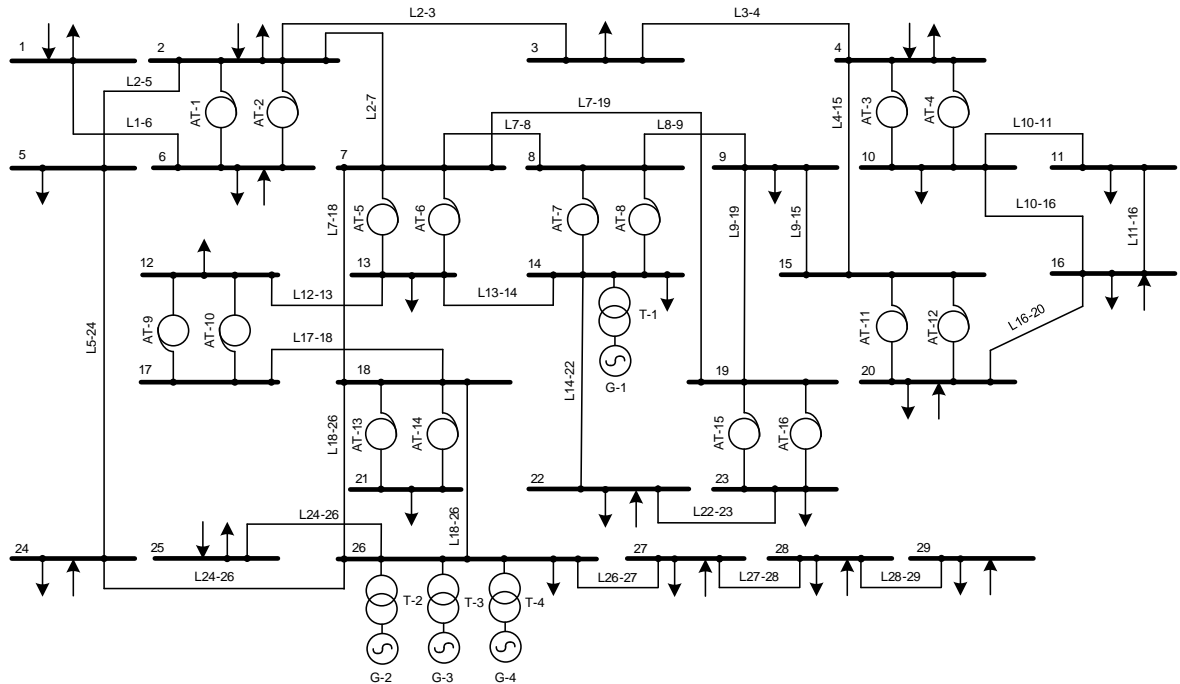 L2-3
L3-4
1
2
3
4
L2-5
AT-1
AT-2
L2-7
L7-19
L4-15
AT-3
AT-4
L1-6
L7-8
L8-9
L10-11
5
6
7
8
9
10
11
L7-18
AT-5
AT-6
AT-7
AT-8
L9-19
L9-15
L10-16
L11-16
12
13
14
15
16
L12-13
L13-14
T-1
AT-9
AT-10
L17-18
AT-11
AT-12
L16-20
L5-24
L14-22
G-1
17
18
19
20
L18-26
AT-13
AT-14
AT-15
AT-16
21
22
23
L24-26
L18-26
L22-23
24
25
26
27
28
29
L24-26
T-2
T-3
T-4
L26-27
L27-28
L28-29
G-2
G-3
G-4